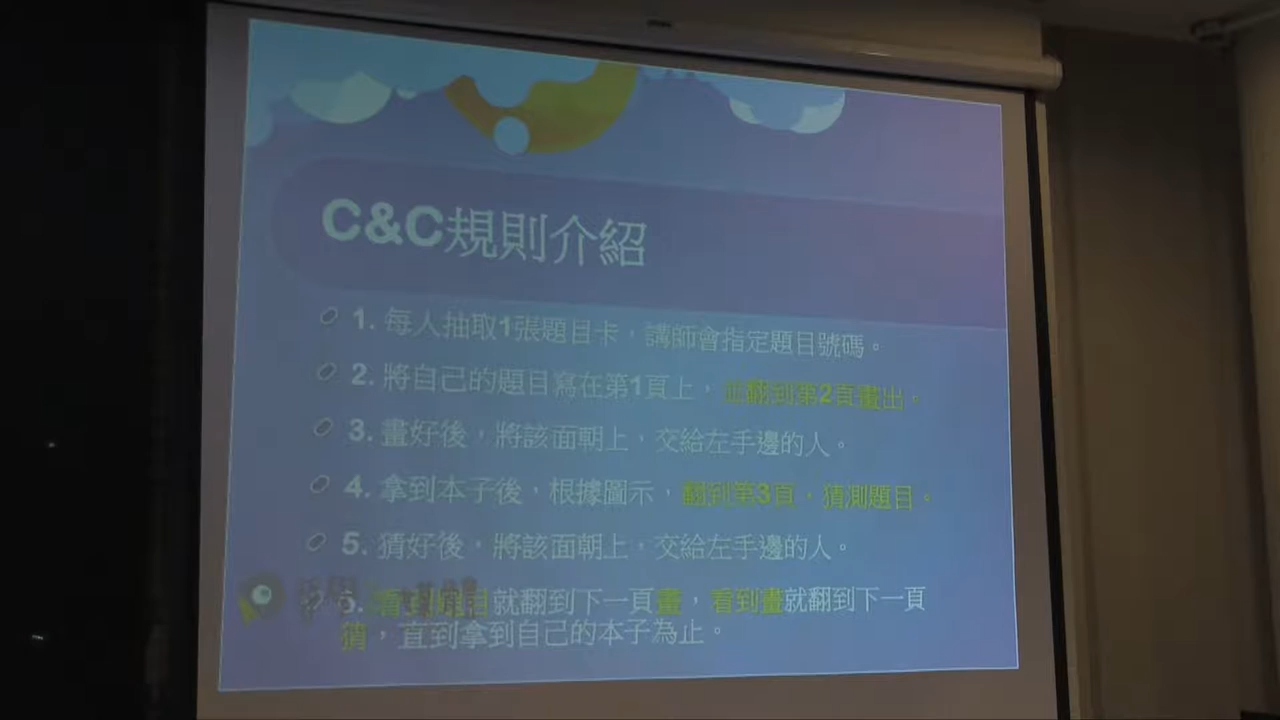 C&C規則介紹
1. 每人抽取1張題目卡，講師會指定題目號碼。
2. 將自己的題目寫在第1頁上，並翻到第2頁畫出。
3. 畫好後，將該面朝上，交給左手邊的人。
4. 拿到本子後，根據圖示，翻到第3頁，猜測題目。
5. 猜好後，將該面朝上，交給左手邊的人。
6. 看到題目就翻到下一頁畫，看到畫就翻到下一頁
猜，直到拿到自己的本子為止。